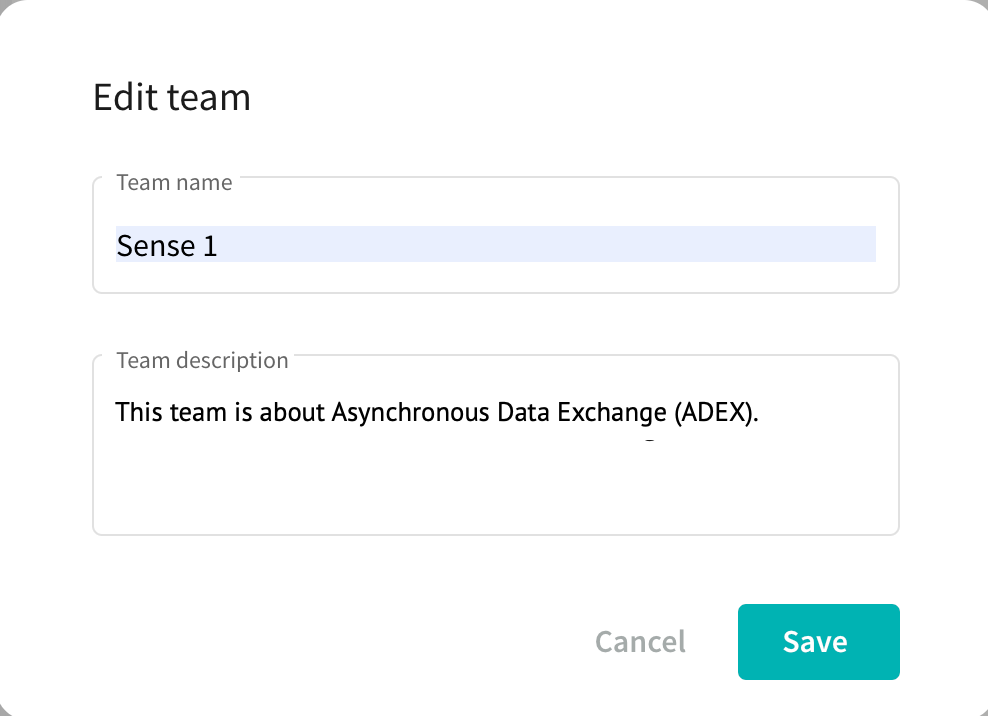 Edit team
Team name
Sense 1
Team description
This team is about Asynchronous Data Exchange (ADEX).
Cancel
Save